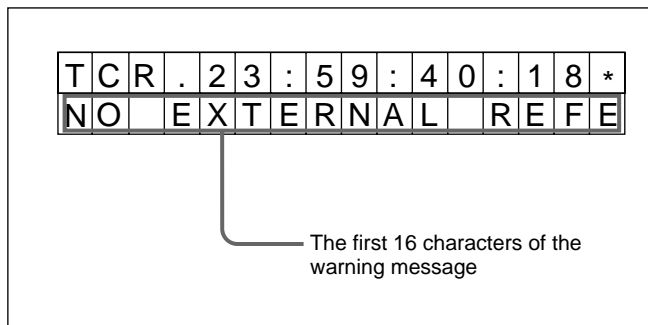 TCR.23:59:40:18*
NO EXTERNAL REFE
The first 16 characters of the
warning message